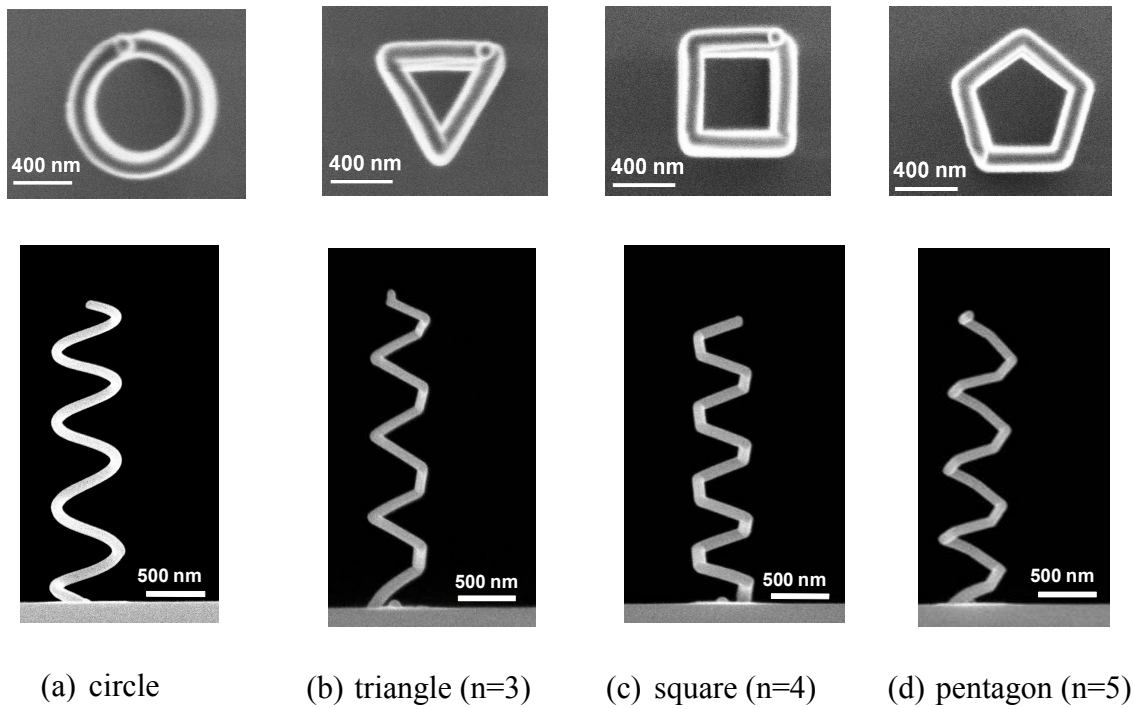 400 nm
400 nm
400 nm
400 nm
500 nm
500 nm
500 nm
500 nm
(a) circle
(b) triangle (n=3)
(c) square (n=4)
(d) pentagon (n=5)